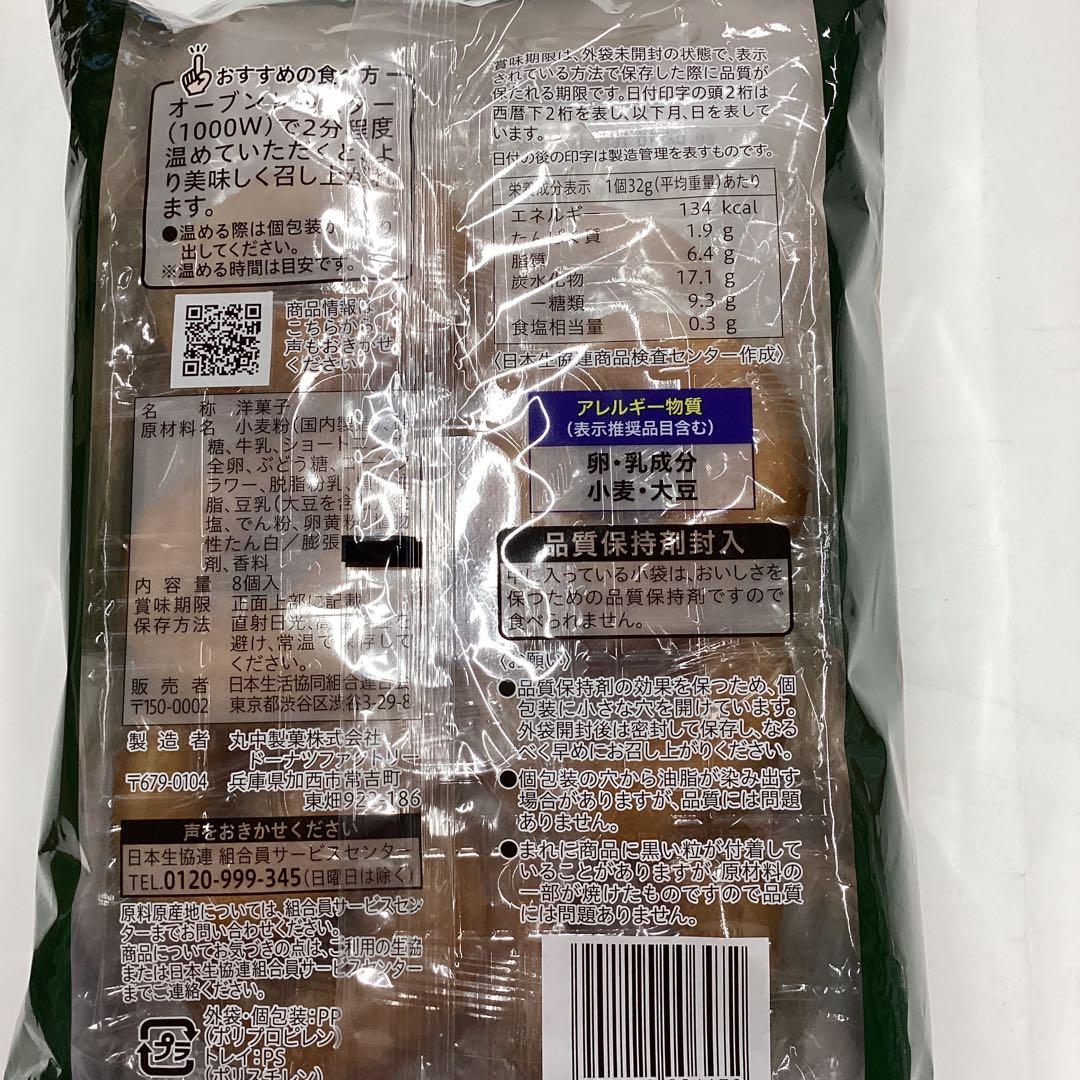 おすすめの食べ方
オーブン
(1000W)で2分程度
温めていただくと、よ
り美味しく召し上が
ます。
●温める際は個包装か
出してください。
※温める時間は目安です。
商品情報は
こちらから
声もおきかせ
ください
名 称 洋菓子
原材料名 小麦粉(国内製
糖、牛乳、ショート
全卵、ぶどう糖、
ラワー、脱脂粉乳、
脂、豆乳(大豆を含
塩、でん粉、卵黄粉、
性たん白/膨張
剤、香料
内容量 8個入
賞味期限 正面上部に記載
保存方法 直射日光、高
避け、常温で保存して
ください。
販売者 日本生活協同組合連合会
〒150-0002 東京都渋谷区渋谷3-29-8
製造者 丸中製菓株式会社
ドーナツファクトリー
〒679-0104 兵庫県加西市常吉町
東畑922-186
声をおきかせください
日本生協連 組合員サービスセンター
TEL.0120-999-345(日曜日は除く)
原料原産地については、組合員サービスセン
ターまでお問い合わせください。
商品についてお気づきの点は、ご利用の生協
または日本生協連組合員サービスセンター
までご連絡ください。
プラ
外袋・個包装:PP
(ポリプロピレン)
トレイ:PS
(ポリスチレン)
賞味期限は、外袋未開封の状態で、表示
されている方法で保存した際に品質が
保たれる期限です。日付印字の頭2桁は
西暦下2桁を表し、以下月、日を表して
います。
日付の後の印字は製造管理を表すものです。
栄養成分表示 1個32g(平均重量)あたり
エネルギー 134 kcal
たんぱく質 1.9 g
脂質 6.4 g
炭水化物 17.1 g
ー糖類 9.3 g
食塩相当量 0.3 g
〈日本生協連商品検査センター作成〉
アレルギー物質
(表示推奨品目含む)
卵・乳成分
小麦・大豆
品質保持剤封入
中に入っている小袋は、おいしさを
保つための品質保持剤ですので
食べられません。
〈お願い〉
●品質保持剤の効果を保つため、個
包装に小さな穴を開けています。
外袋開封後は密封して保存し、なる
べく早めにお召し上がりください。
●個包装の穴から油脂が染み出す
場合がありますが、品質には問題
ありません。
●まれに商品に黒い粒が付着して
いることがありますが、原材料の
一部が焼けたものですので品質
には問題ありません。